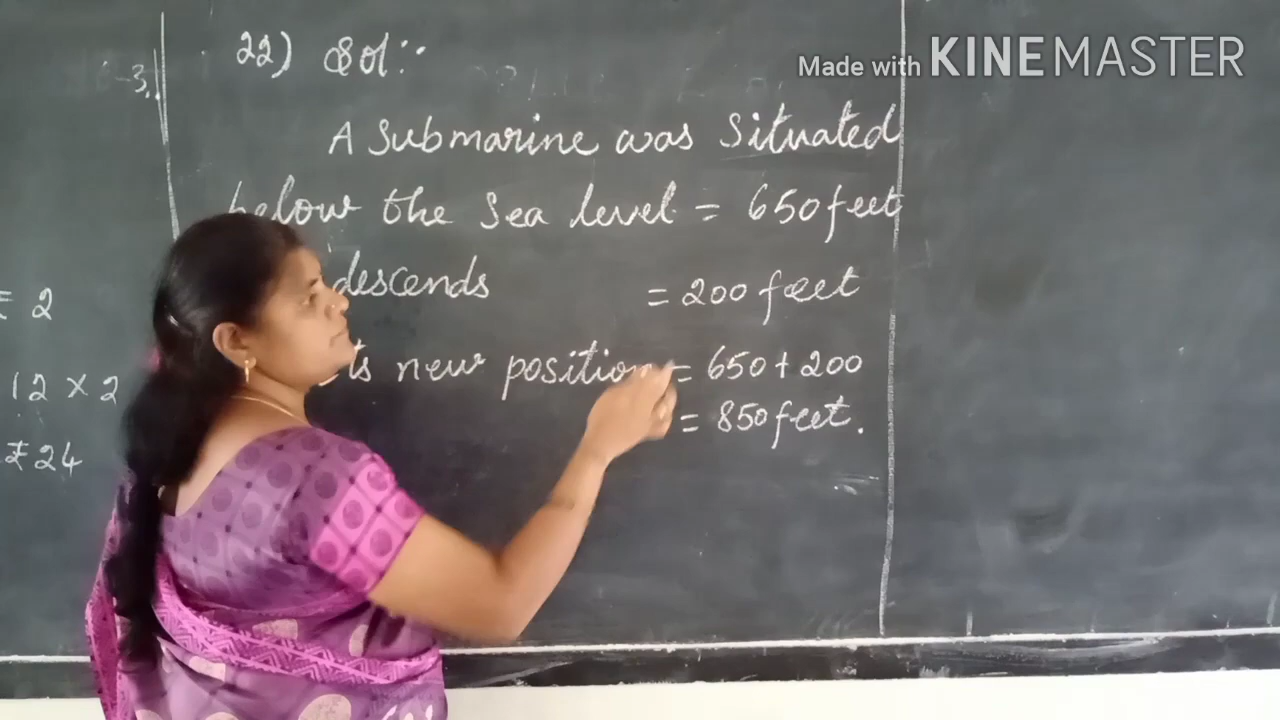 Made with KINEMASTER
22) Sol:-
A Submarine was Situated
below the Sea level = 650 feet
descends = 200 feet
its new position = 650 + 200
= 850 feet.
= 2
12 × 2
₹ 24